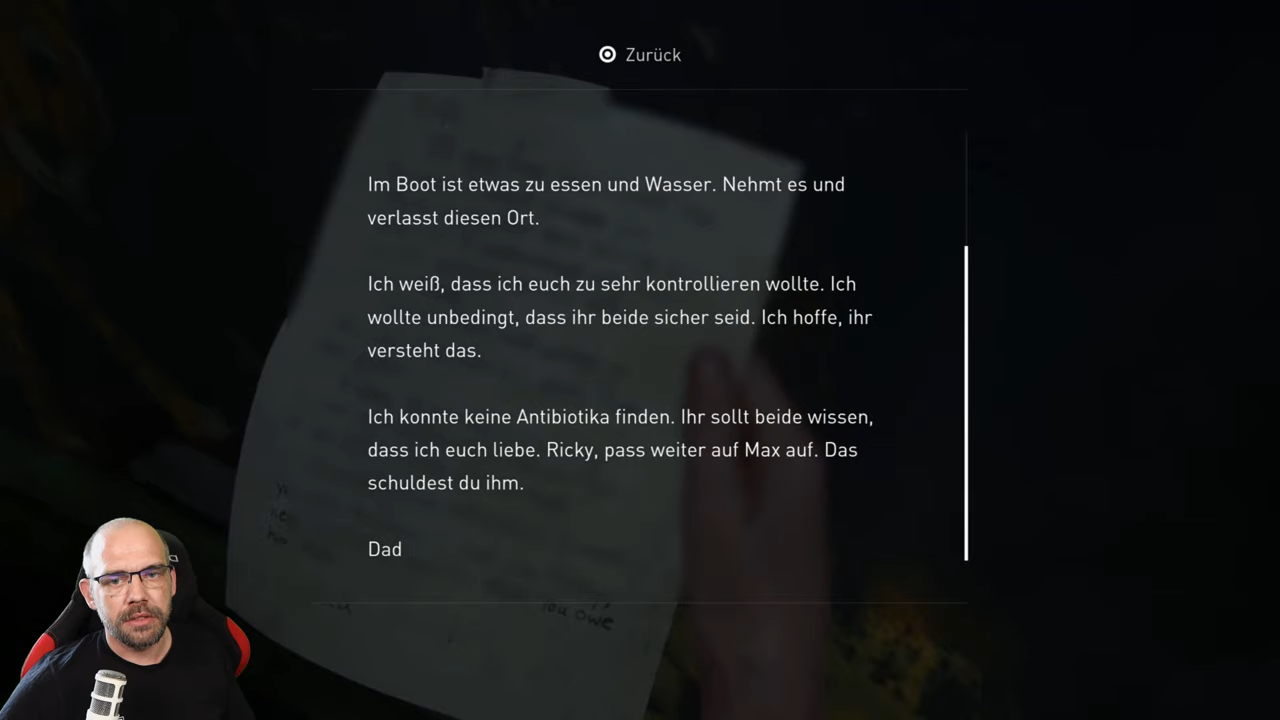 Zurück
Im Boot ist etwas zu essen und Wasser. Nehmt es und
verlasst diesen Ort.
Ich weiß, dass ich euch zu sehr kontrollieren wollte. Ich
wollte unbedingt, dass ihr beide sicher seid. Ich hoffe, ihr
versteht das.
Ich konnte keine Antibiotika finden. Ihr sollt beide wissen,
dass ich euch liebe. Ricky, pass weiter auf Max auf. Das
schuldest du ihm.
Dad
You owe